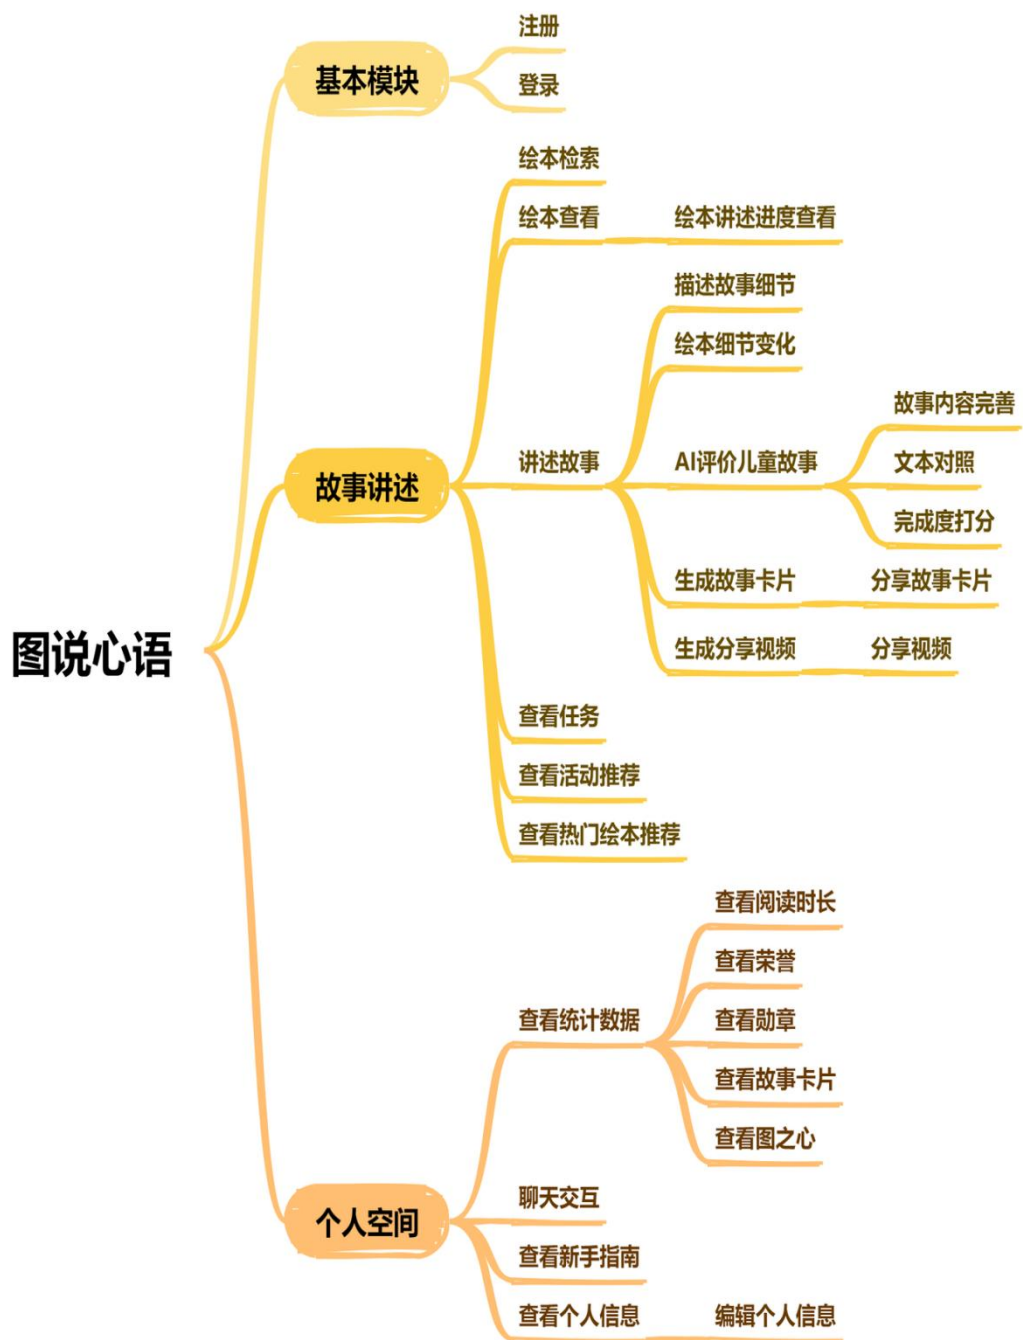 图说心语
基本模块
注册
登录
故事讲述
绘本检索
绘本查看
绘本讲述进度查看
讲述故事
描述故事细节
绘本细节变化
AI评价儿童故事
故事内容完善
文本对照
完成度打分
生成故事卡片
分享故事卡片
生成分享视频
分享视频
查看任务
查看活动推荐
查看热门绘本推荐
个人空间
查看统计数据
查看阅读时长
查看荣誉
查看勋章
查看故事卡片
查看图之心
聊天交互
查看新手指南
查看个人信息
编辑个人信息